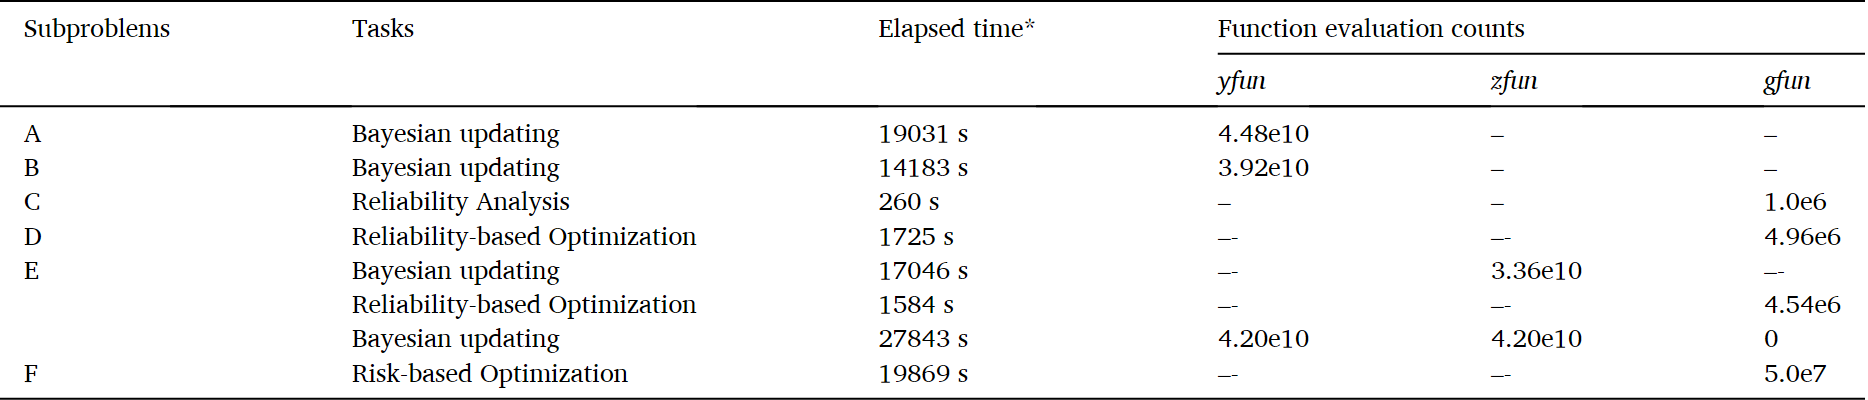 Subproblems Tasks Elapsed time* Function evaluation counts
yfun zfun gfun
A Bayesian updating 19031 s 4.48e10 – –
B Bayesian updating 14183 s 3.92e10 – –
C Reliability Analysis 260 s – – 1.0e6
D Reliability-based Optimization 1725 s –- –- 4.96e6
E Bayesian updating 17046 s –- 3.36e10 –-
Reliability-based Optimization 1584 s –- –- 4.54e6
Bayesian updating 27843 s 4.20e10 4.20e10 0
F Risk-based Optimization 19869 s –- –- 5.0e7